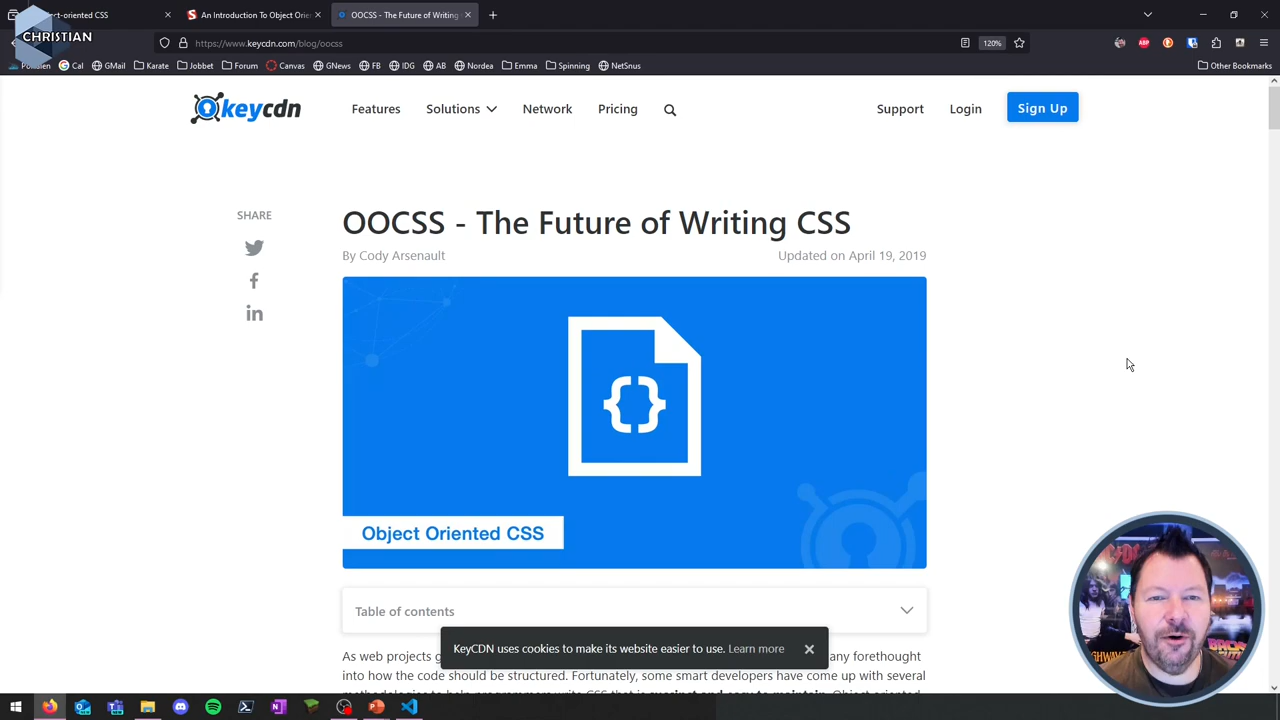 ject-oriented CSS
An Introduction To Object Orie
OOCSS - The Future of Writing
CHRISTIAN
https://www.keycdn.com/blog/oocss
120%
Cal
GMail
Karate
Jobbet
Forum
Canvas
GNews
FB
IDG
AB
Nordea
Emma
Spinning
NetSnus
Other Bookmarks
keycdn
Features
Solutions
Network
Pricing
Support
Login
Sign Up
SHARE
OOCSS - The Future of Writing CSS
By Cody Arsenault
Updated on April 19, 2019
Object Oriented CSS
Table of contents
KeyCDN uses cookies to make its website easier to use. Learn more
As web projects g
any forethought
into how the code should be structured. Fortunately, some smart developers have come up with several